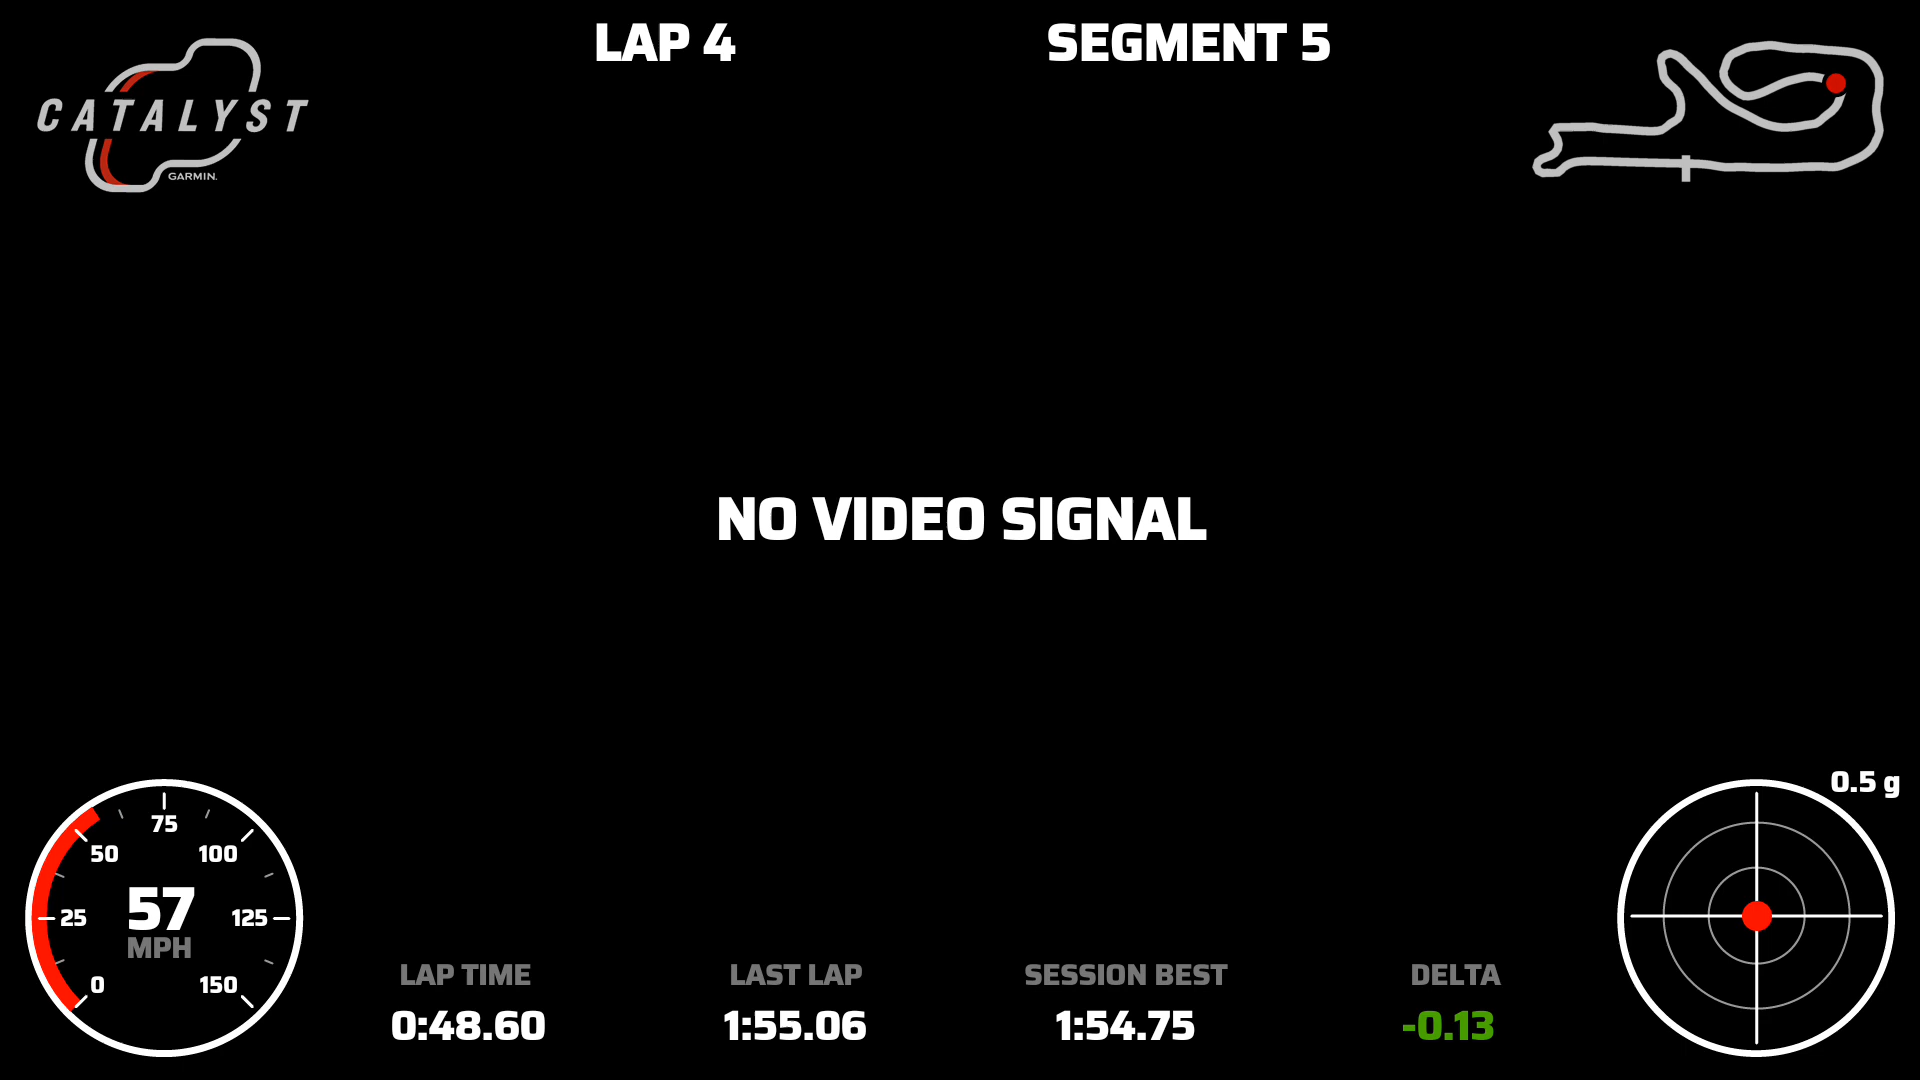 LAP 4
SEGMENT 5
CATALYST
GARMIN.
NO VIDEO SIGNAL
0.5 g
75
50
100
57
25
125
MPH
0
150
LAP TIME
LAST LAP
SESSION BEST
DELTA
0:48.60
1:55.06
1:54.75
-0.13